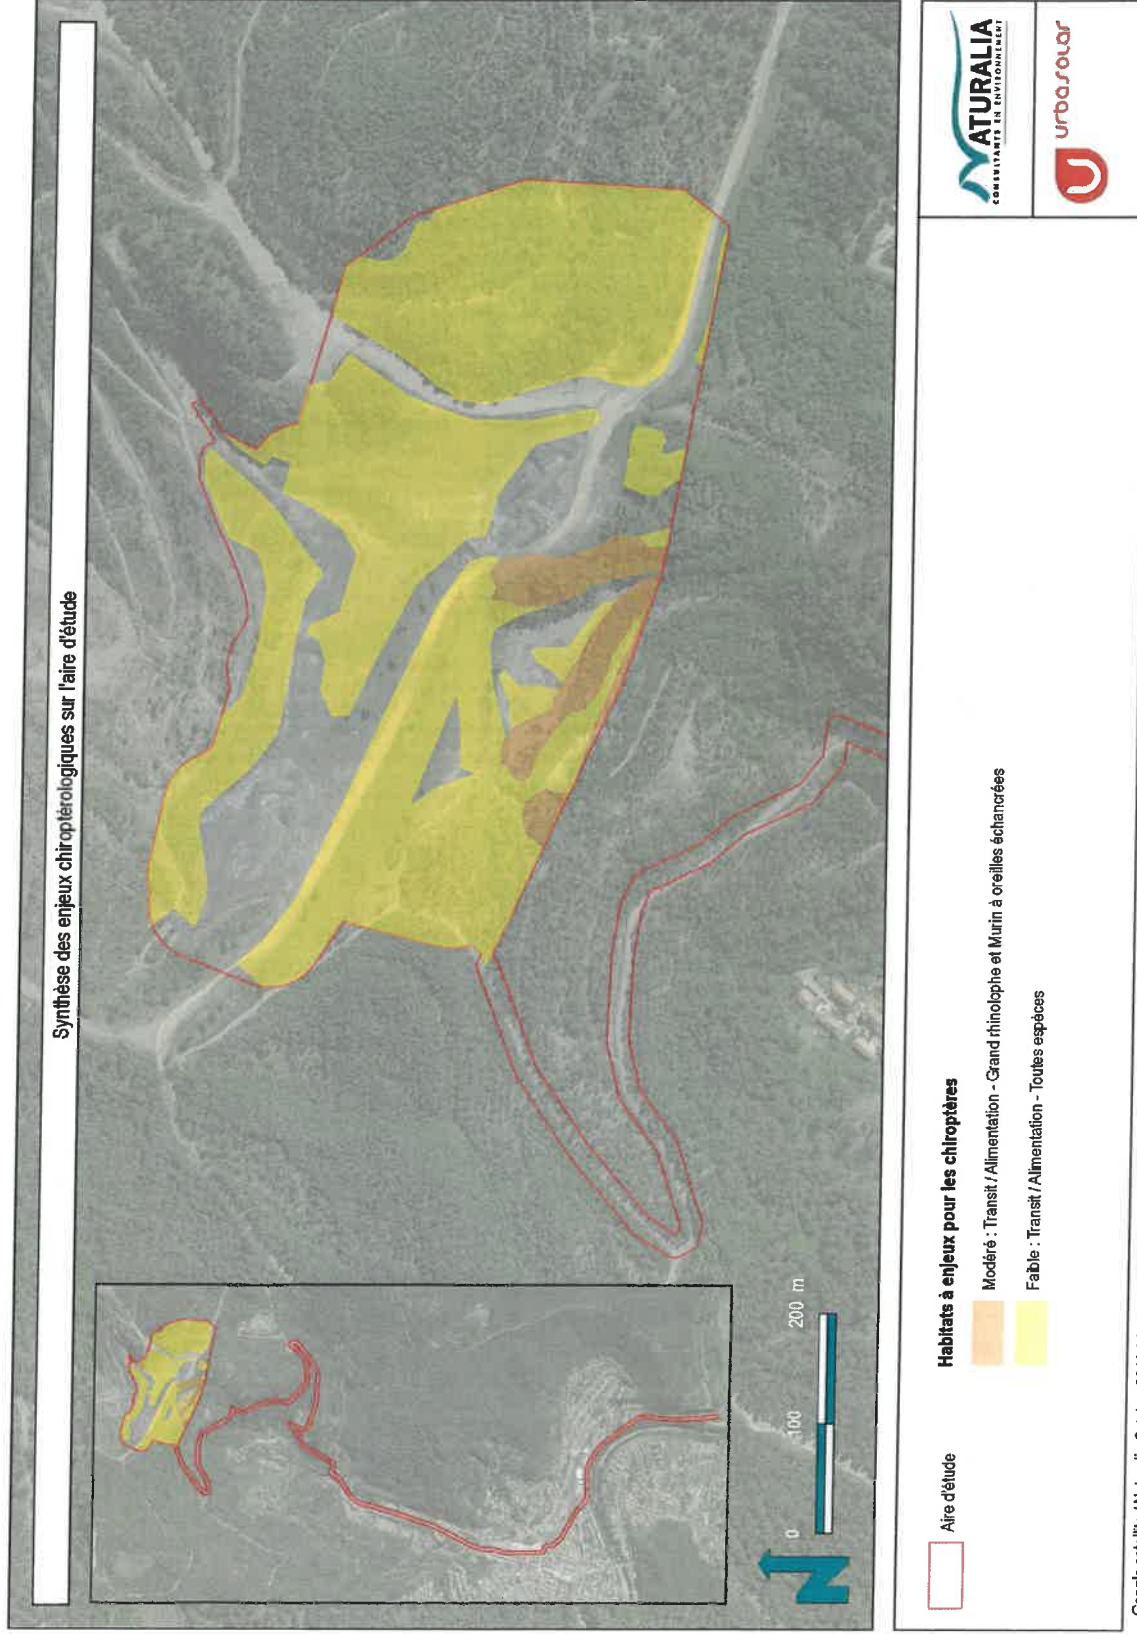 Synthèse des enjeux chiroptérologiques sur l'aire d'étude
0 100 200 m
N
Aire d'étude
Habitats à enjeux pour les chiroptères
Modéré : Transit / Alimentation - Grand rhinolophe et Murin à oreilles échancrées
Faible : Transit / Alimentation - Toutes espèces
NATURALIA
CONSULTANTS EN ENVIRONNEMENT
urbasolar